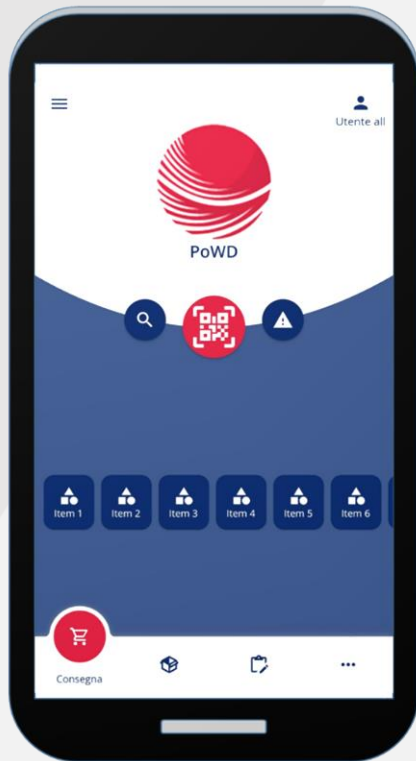 Utente all
PoWD
Item 1
Item 2
Item 3
Item 4
Item 5
Item 6
Consegna